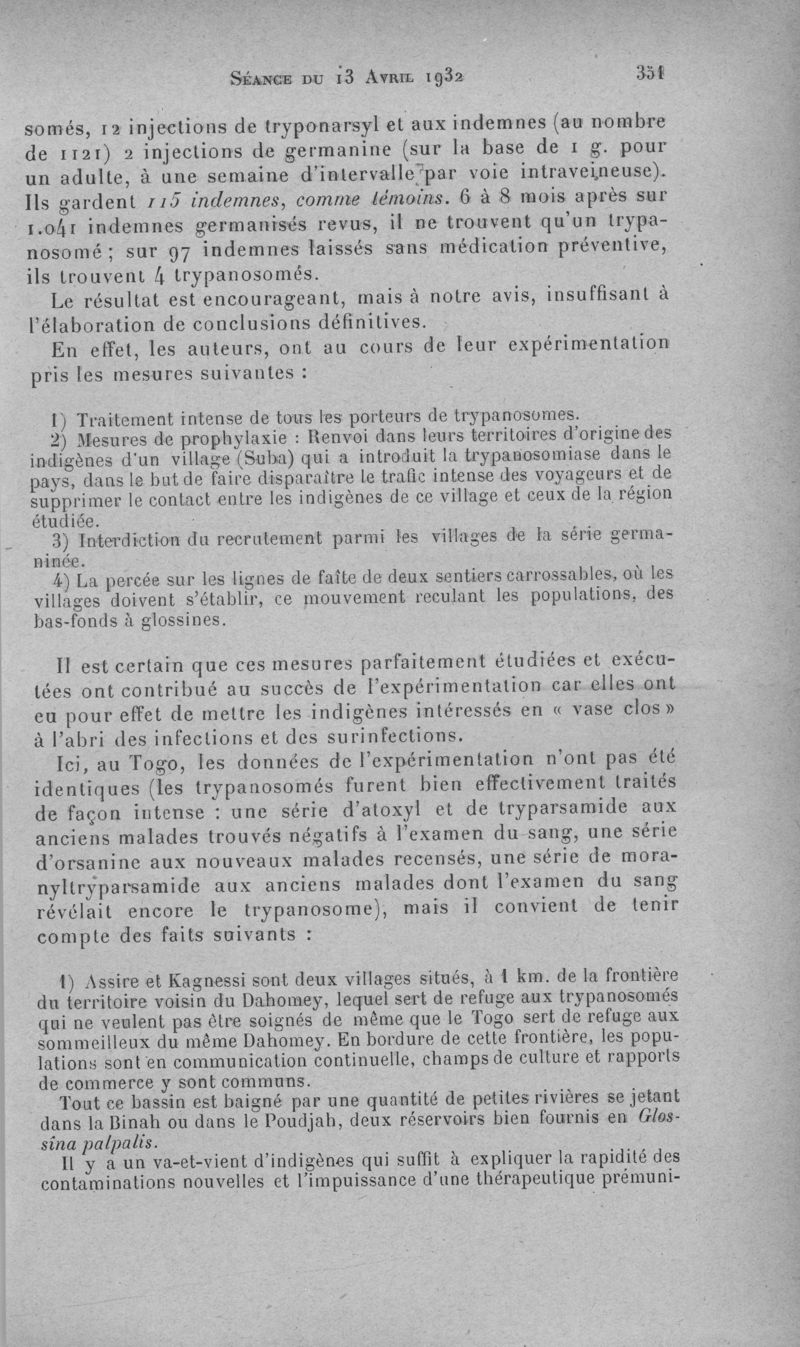 SÉANCE DU 13 AVRIL 1932
351
somés, 12 injections de tryponarsyl et aux indemnes (au nombre
de 1121) 2 injections de germanine (sur la base de 1 g. pour
un adulte, à une semaine d'intervalle par voie intraveineuse).
Ils gardent 115 indemnes, comme témoins. 6 à 8 mois après sur
1.041 indemnes germanisés revus, il ne trouvent qu'un trypa-
nosomé ; sur 97 indemnes laissés sans médication préventive,
ils trouvent 4 trypanosomés.
Le résultat est encourageant, mais à notre avis, insuffisant à
l'élaboration de conclusions définitives.
En effet, les auteurs, ont au cours de leur expérimentation
pris les mesures suivantes :
1) Traitement intense de tous les porteurs de trypanosomes.
2) Mesures de prophylaxie : Renvoi dans leurs territoires d'origine des
indigènes d'un village (Suba) qui a introduit la trypanosomiase dans le
pays, dans le but de faire disparaître le trafic intense des voyageurs et de
supprimer le contact entre les indigènes de ce village et ceux de la région
étudiée.
3) Interdiction du recrutement parmi les villages de la série germa-
ninée.
4) La percée sur les lignes de faîte de deux sentiers carrossables, où les
villages doivent s'établir, ce mouvement reculant les populations, des
bas-fonds à glossines.
Il est certain que ces mesures parfaitement étudiées et exécu-
tées ont contribué au succès de l'expérimentation car elles ont
eu pour effet de mettre les indigènes intéressés en « vase clos »
à l'abri des infections et des surinfections.
Ici, au Togo, les données de l'expérimentation n'ont pas été
identiques (les trypanosomés furent bien effectivement traités
de façon intense : une série d'atoxyl et de tryparsamide aux
anciens malades trouvés négatifs à l'examen du sang, une série
d'orsanine aux nouveaux malades recensés, une série de mora-
nyltryparsamide aux anciens malades dont l'examen du sang
révélait encore le trypanosome), mais il convient de tenir
compte des faits suivants :
1) Assire et Kagnessi sont deux villages situés, à 1 km. de la frontière
du territoire voisin du Dahomey, lequel sert de refuge aux trypanosomés
qui ne veulent pas être soignés de même que le Togo sert de refuge aux
sommeilleux du même Dahomey. En bordure de cette frontière, les popu-
lations sont en communication continuelle, champs de culture et rapports
de commerce y sont communs.
Tout ce bassin est baigné par une quantité de petites rivières se jetant
dans la Binah ou dans le Poudjah, deux réservoirs bien fournis en Glos-
sina palpalis.
Il y a un va-et-vient d'indigènes qui suffit à expliquer la rapidité des
contaminations nouvelles et l'impuissance d'une thérapeutique prémuni-